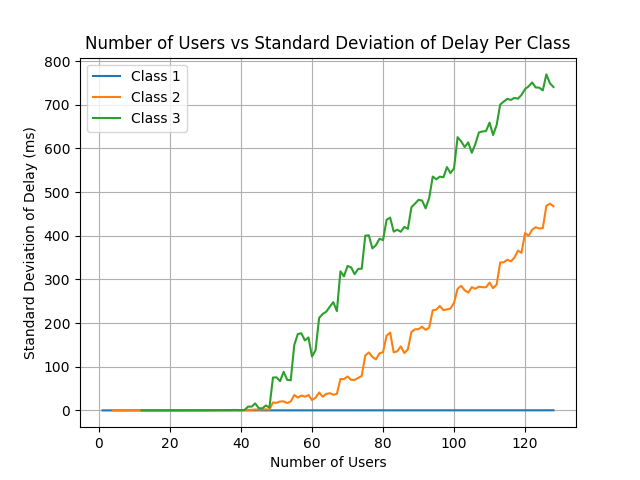 Number of Users vs Standard Deviation of Delay Per Class
800
700
600
500
400
300
200
100
0
Standard Deviation of Delay (ms)
Class 1
Class 2
Class 3
0 20 40 60 80 100 120
Number of Users